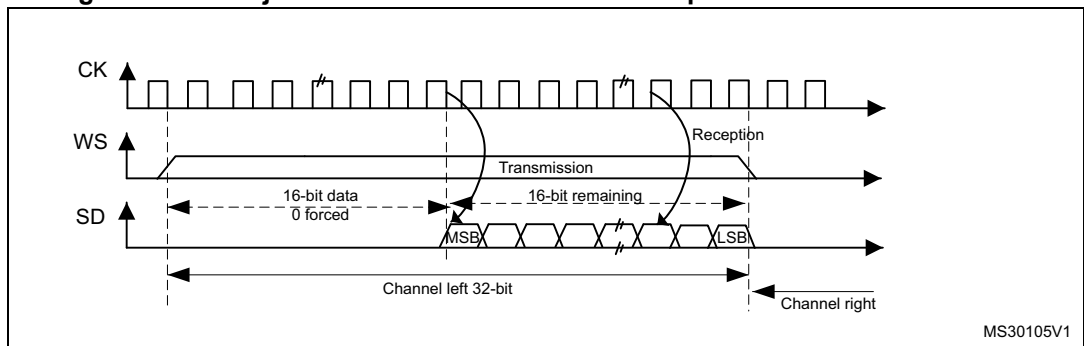 CK
Reception
WS
Transmission
16-bit data
0 forced
16-bit remaining
SD
MSB
LSB
Channel left 32-bit
Channel right
MS30105V1